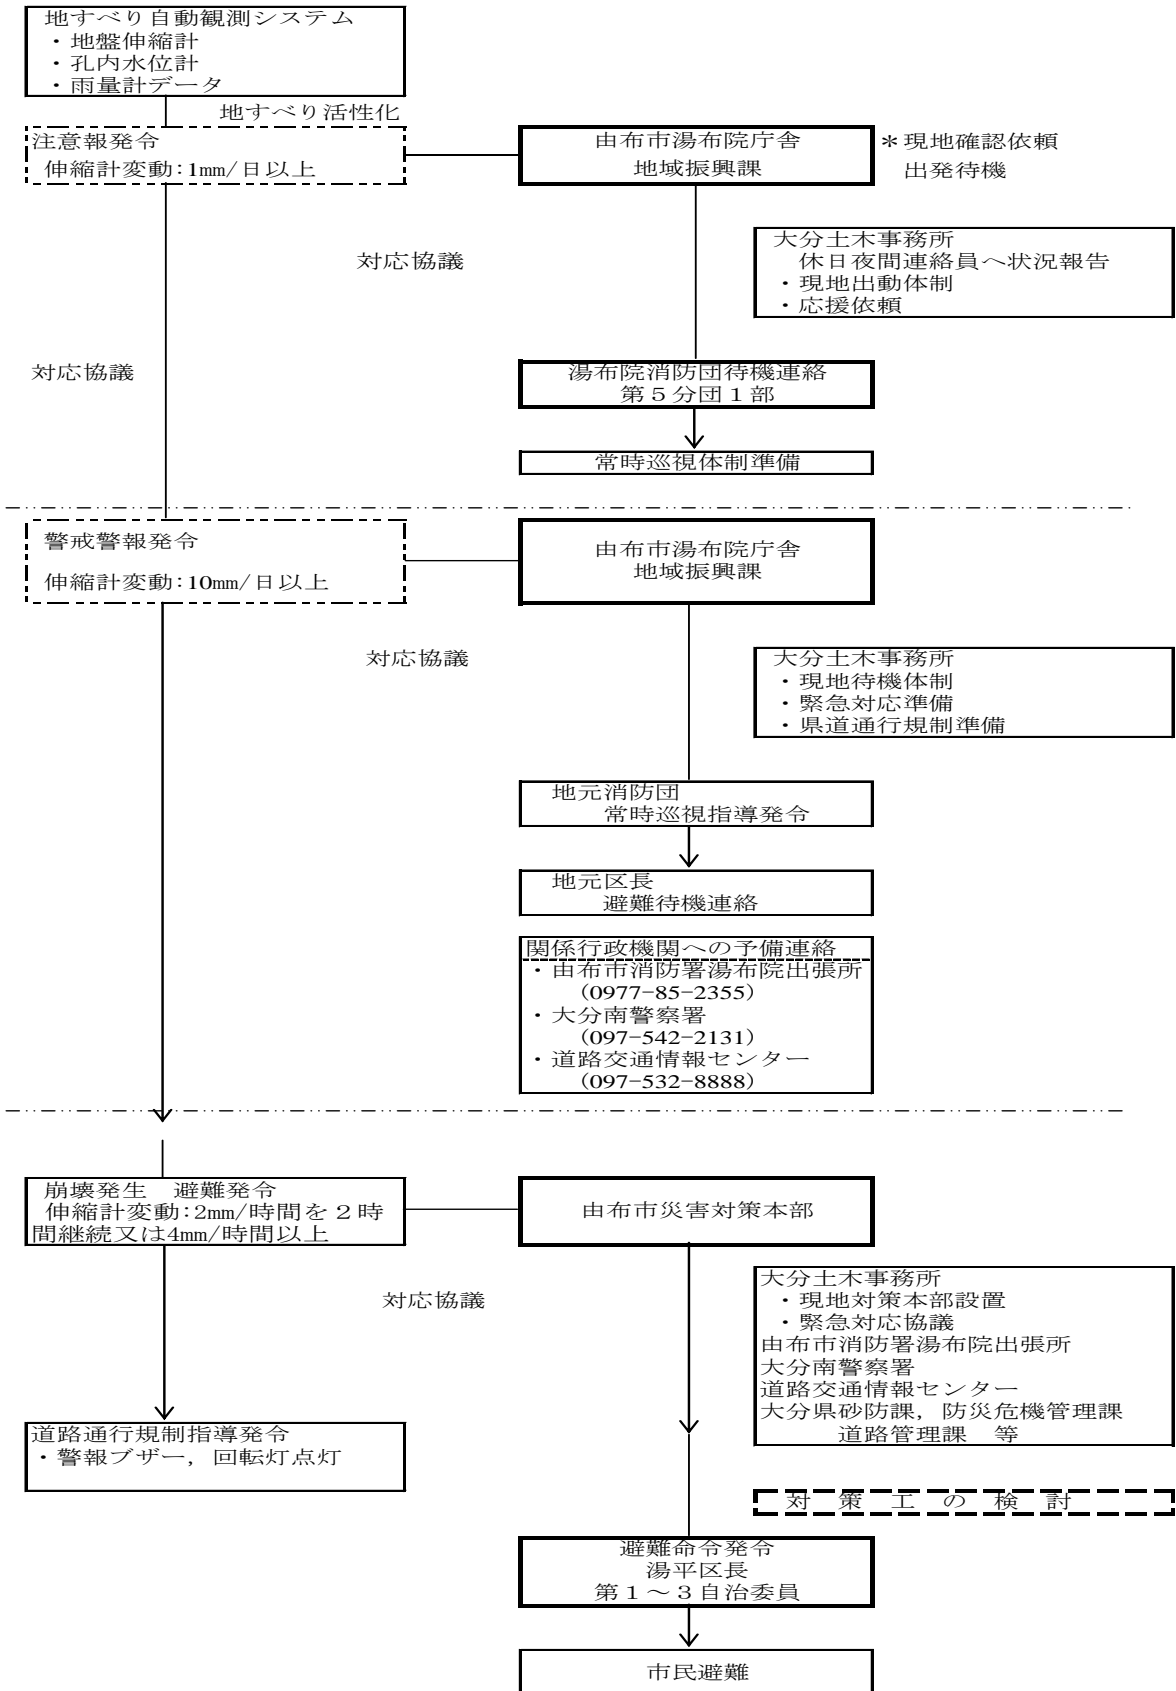 地すべり自動観測システム
・地盤伸縮計
・孔内水位計
・雨量計データ
地すべり活性化
注意報発令
伸縮計変動：1mm/日以上
由布市湯布院庁舎
地域振興課
＊現地確認依頼
出発待機
対応協議
大分土木事務所
休日夜間連絡員へ状況報告
・現地出動体制
・応援依頼
対応協議
湯布院消防団待機連絡
第５分団１部
常時巡視体制準備
警戒警報発令
伸縮計変動：10mm/日以上
由布市湯布院庁舎
地域振興課
対応協議
大分土木事務所
・現地待機体制
・緊急対応準備
・県道通行規制準備
地元消防団
常時巡視指導発令
地元区長
避難待機連絡
関係行政機関への予備連絡
・由布市消防署湯布院出張所
（0977-85-2355）
・大分南警察署
（097-542-2131）
・道路交通情報センター
（097-532-8888）
崩壊発生　避難発令
伸縮計変動：2mm/時間を２時
間継続又は4mm/時間以上
由布市災害対策本部
対応協議
大分土木事務所
・現地対策本部設置
・緊急対応協議
由布市消防署湯布院出張所
大分南警察署
道路交通情報センター
大分県砂防課，防災危機管理課
道路管理課　等
道路通行規制指導発令
・警報ブザー，回転灯点灯
対　策　工　の　検　討
避難命令発令
湯平区長
第１～３自治委員
市民避難